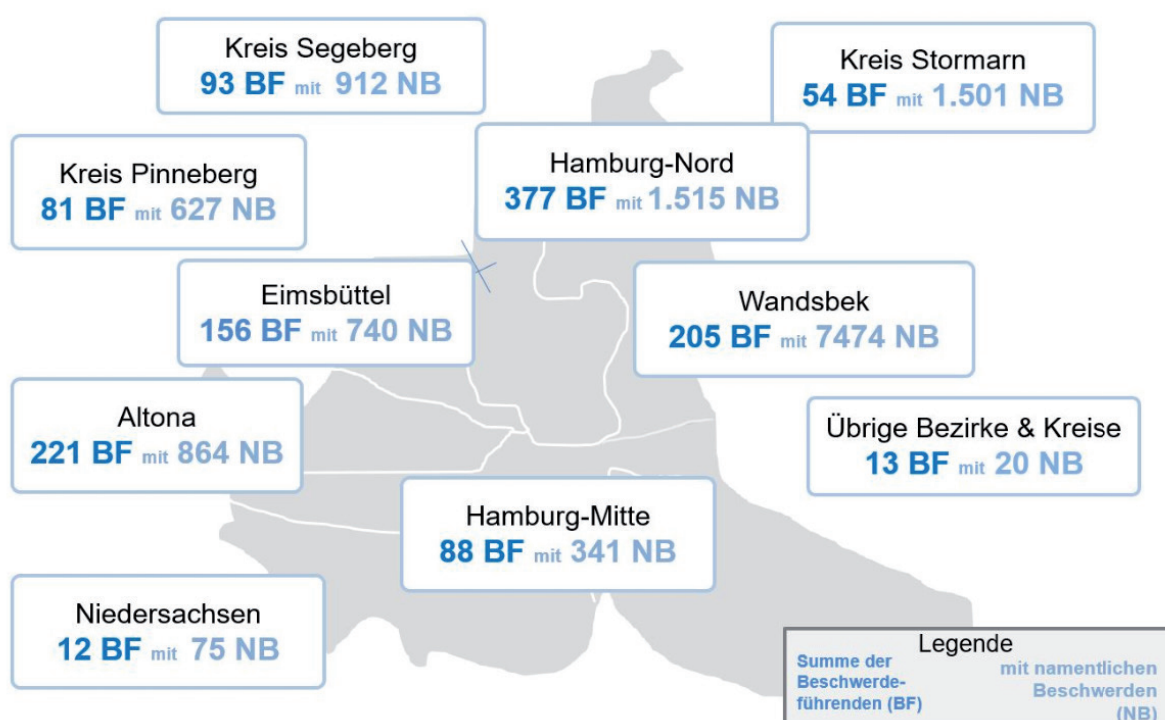 Kreis Segeberg
93 BF mit 912 NB
Kreis Stormarn
54 BF mit 1.501 NB
Kreis Pinneberg
81 BF mit 627 NB
Hamburg-Nord
377 BF mit 1.515 NB
Eimsbüttel
156 BF mit 740 NB
Wandsbek
205 BF mit 7474 NB
Altona
221 BF mit 864 NB
Übrige Bezirke & Kreise
13 BF mit 20 NB
Hamburg-Mitte
88 BF mit 341 NB
Niedersachsen
12 BF mit 75 NB
Legende
Summe der
Beschwerde-
führenden (BF)
mit namentlichen
Beschwerden
(NB)